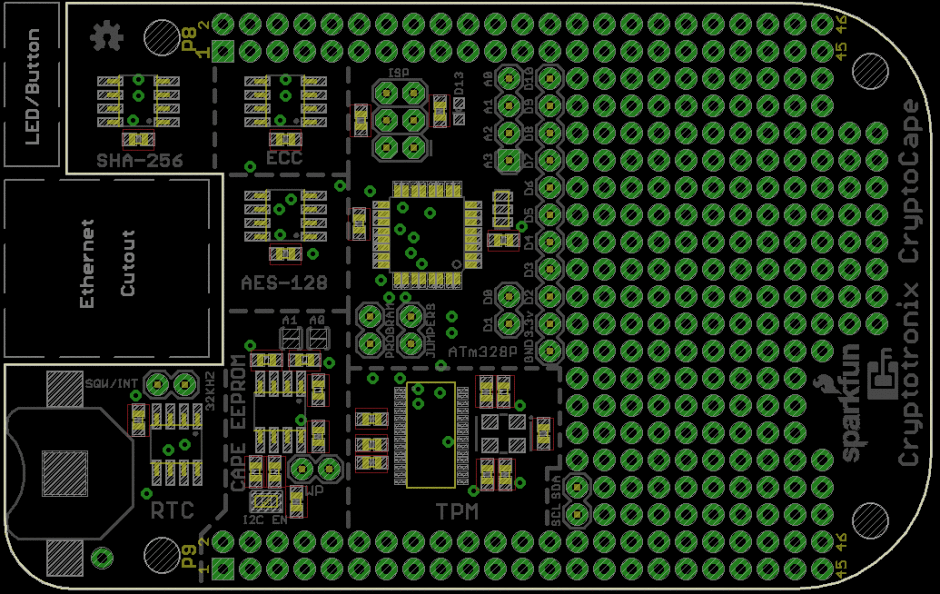 LED/Button
P8
2
1
46
45
SHA-256
ECC
ISP
D13
A0
A1
A2
A3
D10
D9
D8
D7
D6
D5
D4
D3
D2
3.3v
GND
D0
D1
Ethernet
Cutout
AES-128
PROGRAM
JUMPERS
ATm328P
A1
A0
CAPE EEPROM
SQW/INT
32KHZ
RTC
WP
I2C EN
TPM
SDA
SCL
sparkfun
Cryptotronix CryptoCape
P9
2
1
46
45